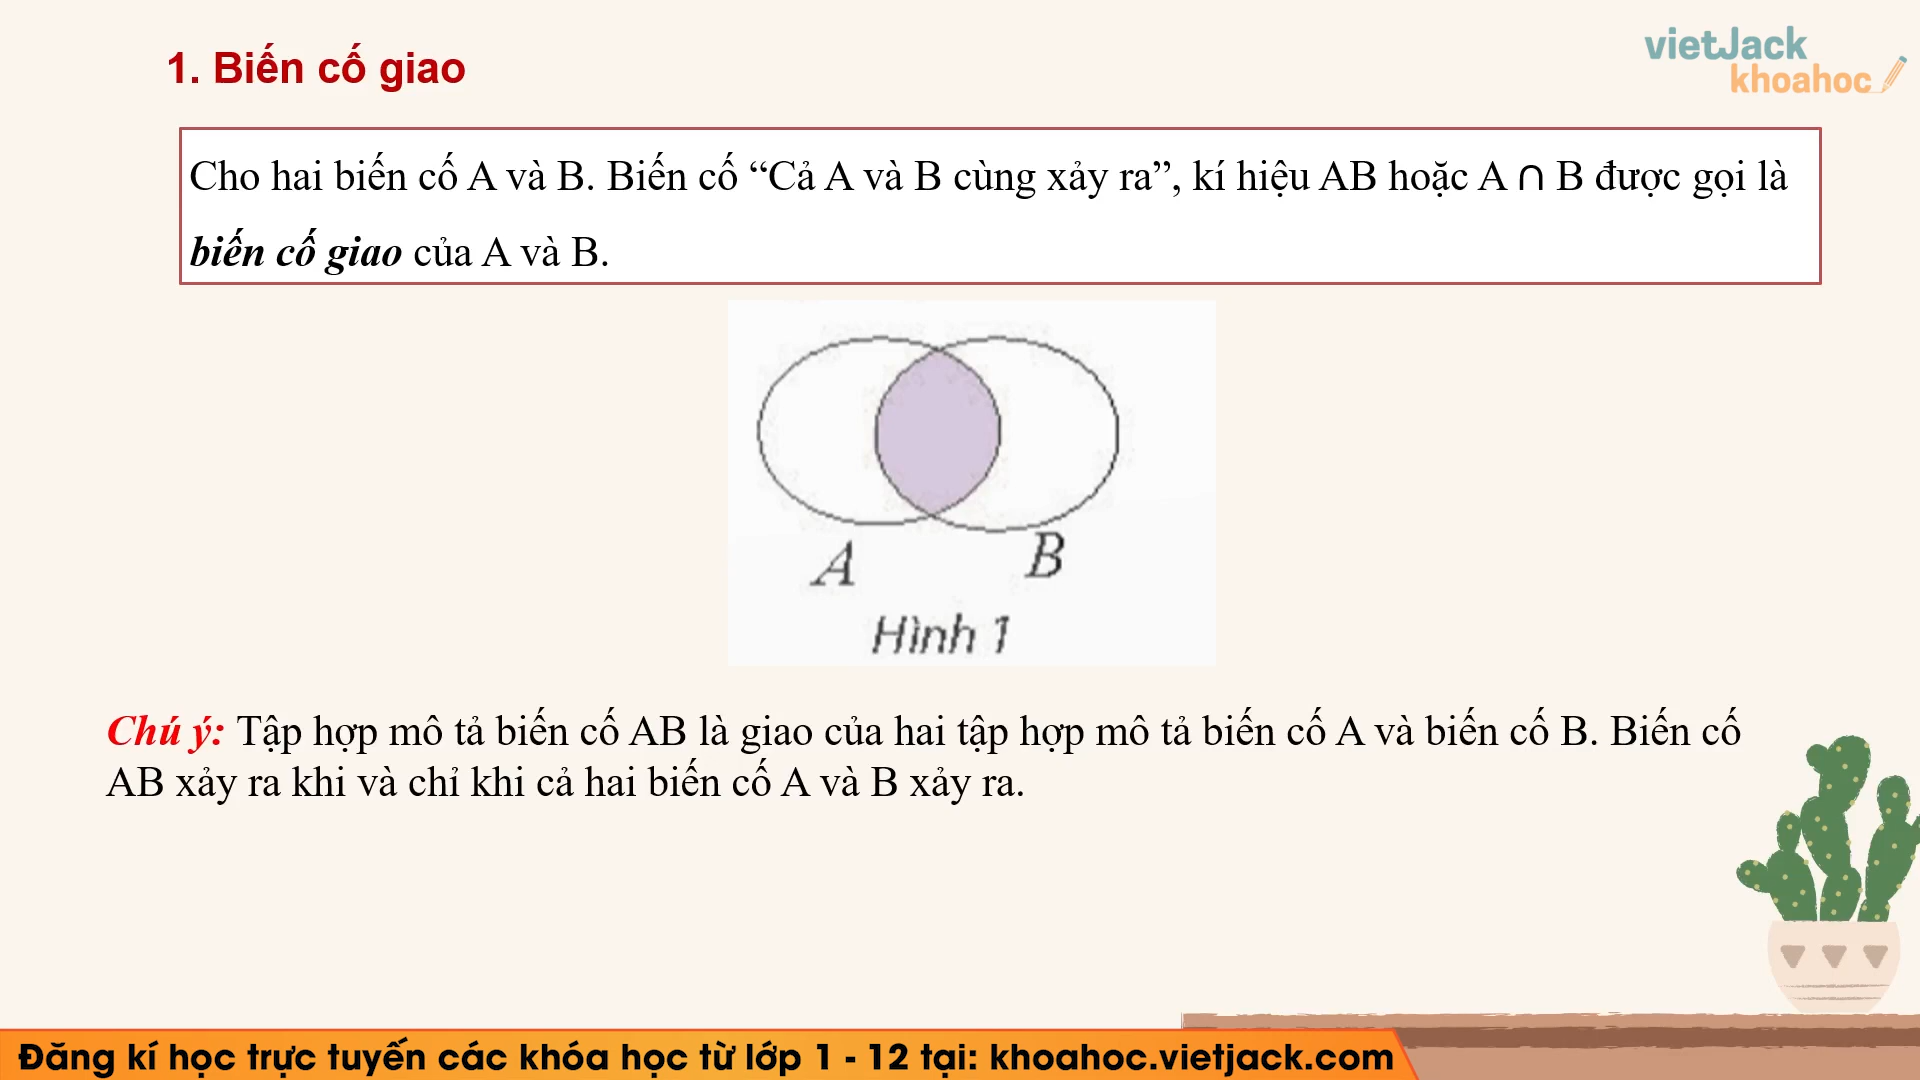 1. Biến cố giao
vietJack
khoahoc
Cho hai biến cố A và B. Biến cố “Cả A và B cùng xảy ra”, kí hiệu AB hoặc A ∩ B được gọi là
biến cố giao của A và B.
A
B
Hình 1
Chú ý: Tập hợp mô tả biến cố AB là giao của hai tập hợp mô tả biến cố A và biến cố B. Biến cố
AB xảy ra khi và chỉ khi cả hai biến cố A và B xảy ra.
Đăng kí học trực tuyến các khóa học từ lớp 1 - 12 tại: khoahoc.vietjack.com